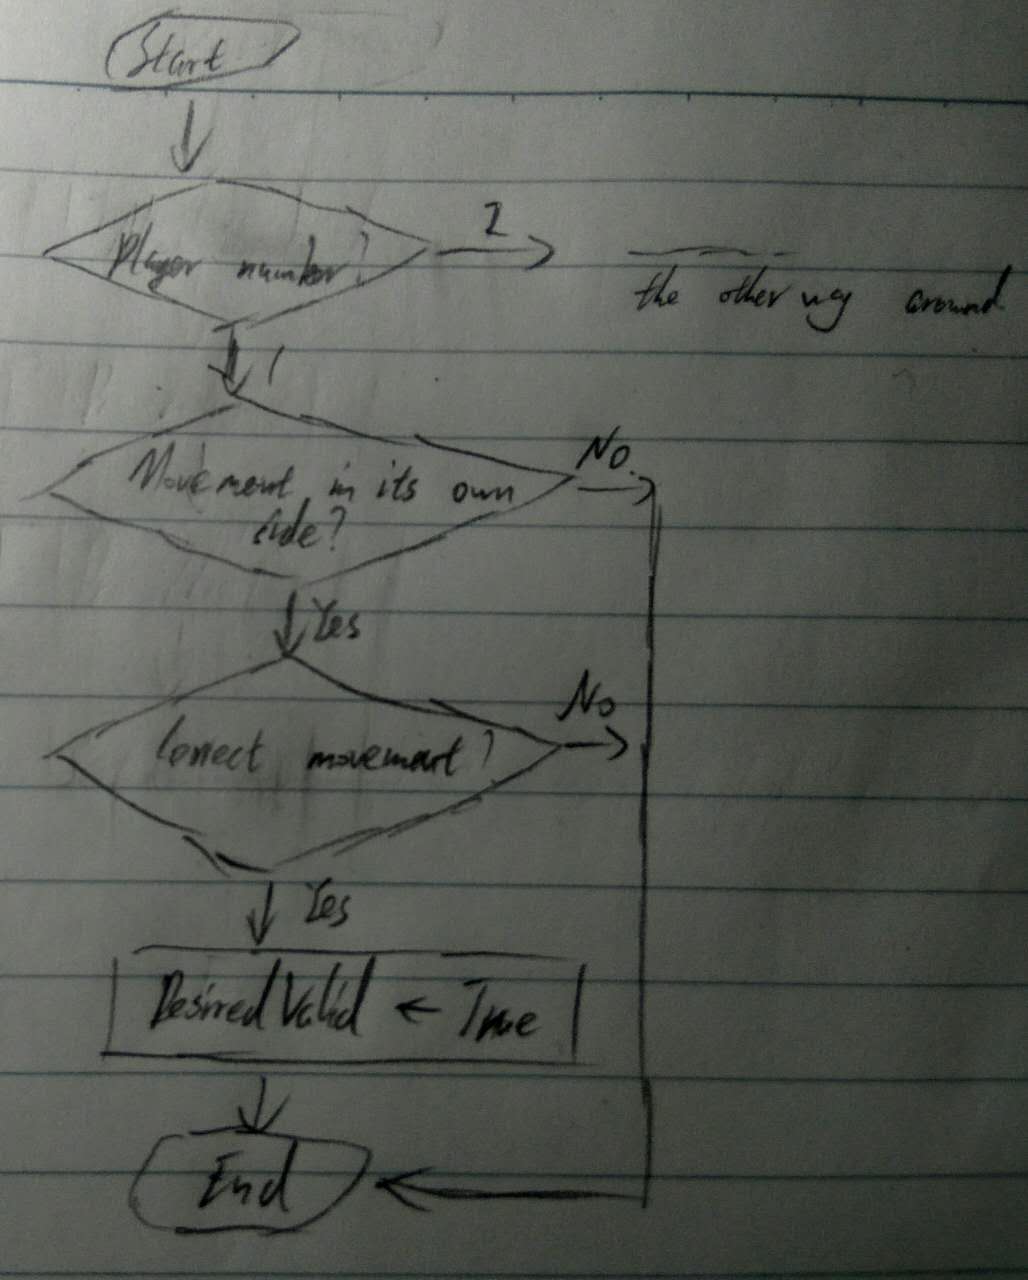 Start
Player number?
2
the other way around
1
Movement in its own
side?
No.
Yes
Correct movement?
No
Yes
DesiredValid ← True
End